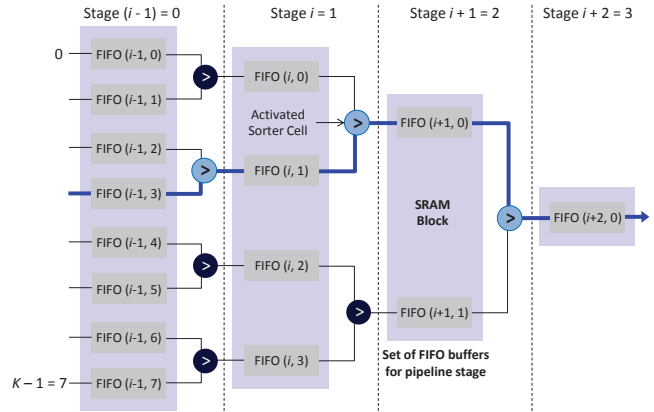 Stage (i - 1) = 0
Stage i = 1
Stage i + 1 = 2
Stage i + 2 = 3
0
FIFO (i-1, 0)
>
FIFO (i, 0)
FIFO (i-1, 1)
Activated
Sorter Cell
>
FIFO (i+1, 0)
FIFO (i-1, 2)
>
FIFO (i, 1)
FIFO (i-1, 3)
SRAM
Block
>
FIFO (i+2, 0)
FIFO (i-1, 4)
>
FIFO (i, 2)
FIFO (i-1, 5)
>
FIFO (i+1, 1)
FIFO (i-1, 6)
>
FIFO (i, 3)
Set of FIFO buffers
for pipeline stage
K – 1 = 7
FIFO (i-1, 7)